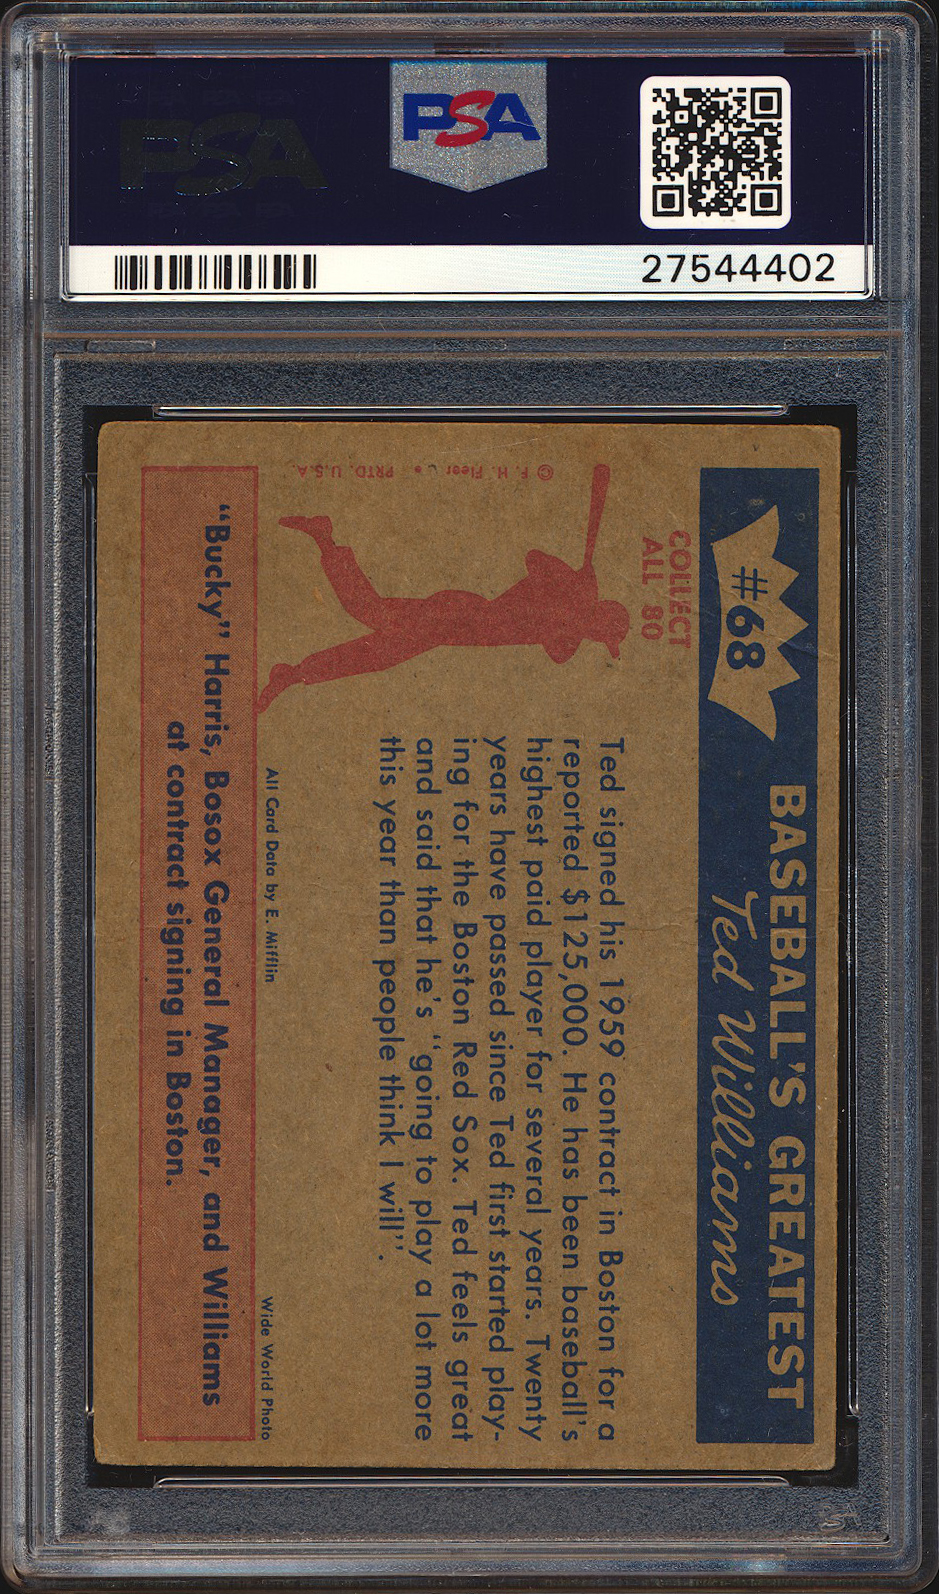 PSA
PSA
27544402
#68
BASEBALL'S GREATEST
Ted Williams
COLLECT
ALL 80
Ted signed his 1959 contract in Boston for a
reported $125,000. He has been baseball's
highest paid player for several years. Twenty
years have passed since Ted first started play-
ing for the Boston Red Sox. Ted feels great
and said that he's "going to play a lot more
this year than people think I will".
© F. H. Fleer PRTD. U.S.A.
All Card Data by E. Mifflin
Wide World Photo
"Bucky" Harris, Bosox General Manager, and Williams
at contract signing in Boston.